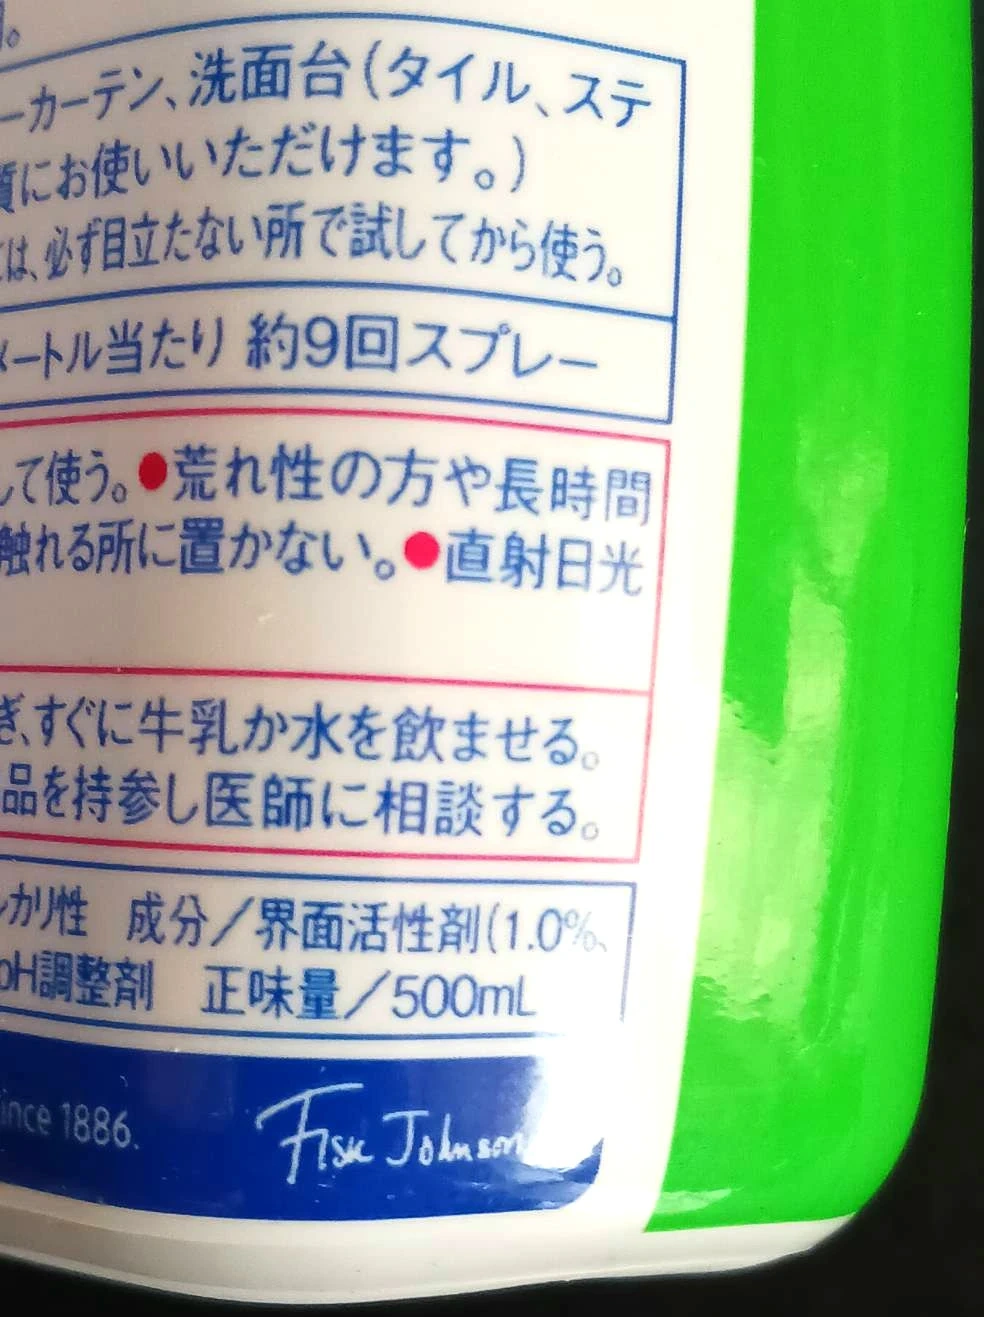 。
ーカーテン、洗面台（タイル、ステ
質にお使いいただけます。）
は、必ず目立たない所で試してから使う。
メートル当たり 約9回スプレー
して使う。●荒れ性の方や長時間
触れる所に置かない。●直射日光
ぎ、すぐに牛乳か水を飲ませる。
品を持参し医師に相談する。
カリ性 成分／界面活性剤(1.0%、
pH調整剤 正味量／500mL
ince 1886.
Fisk Johnson